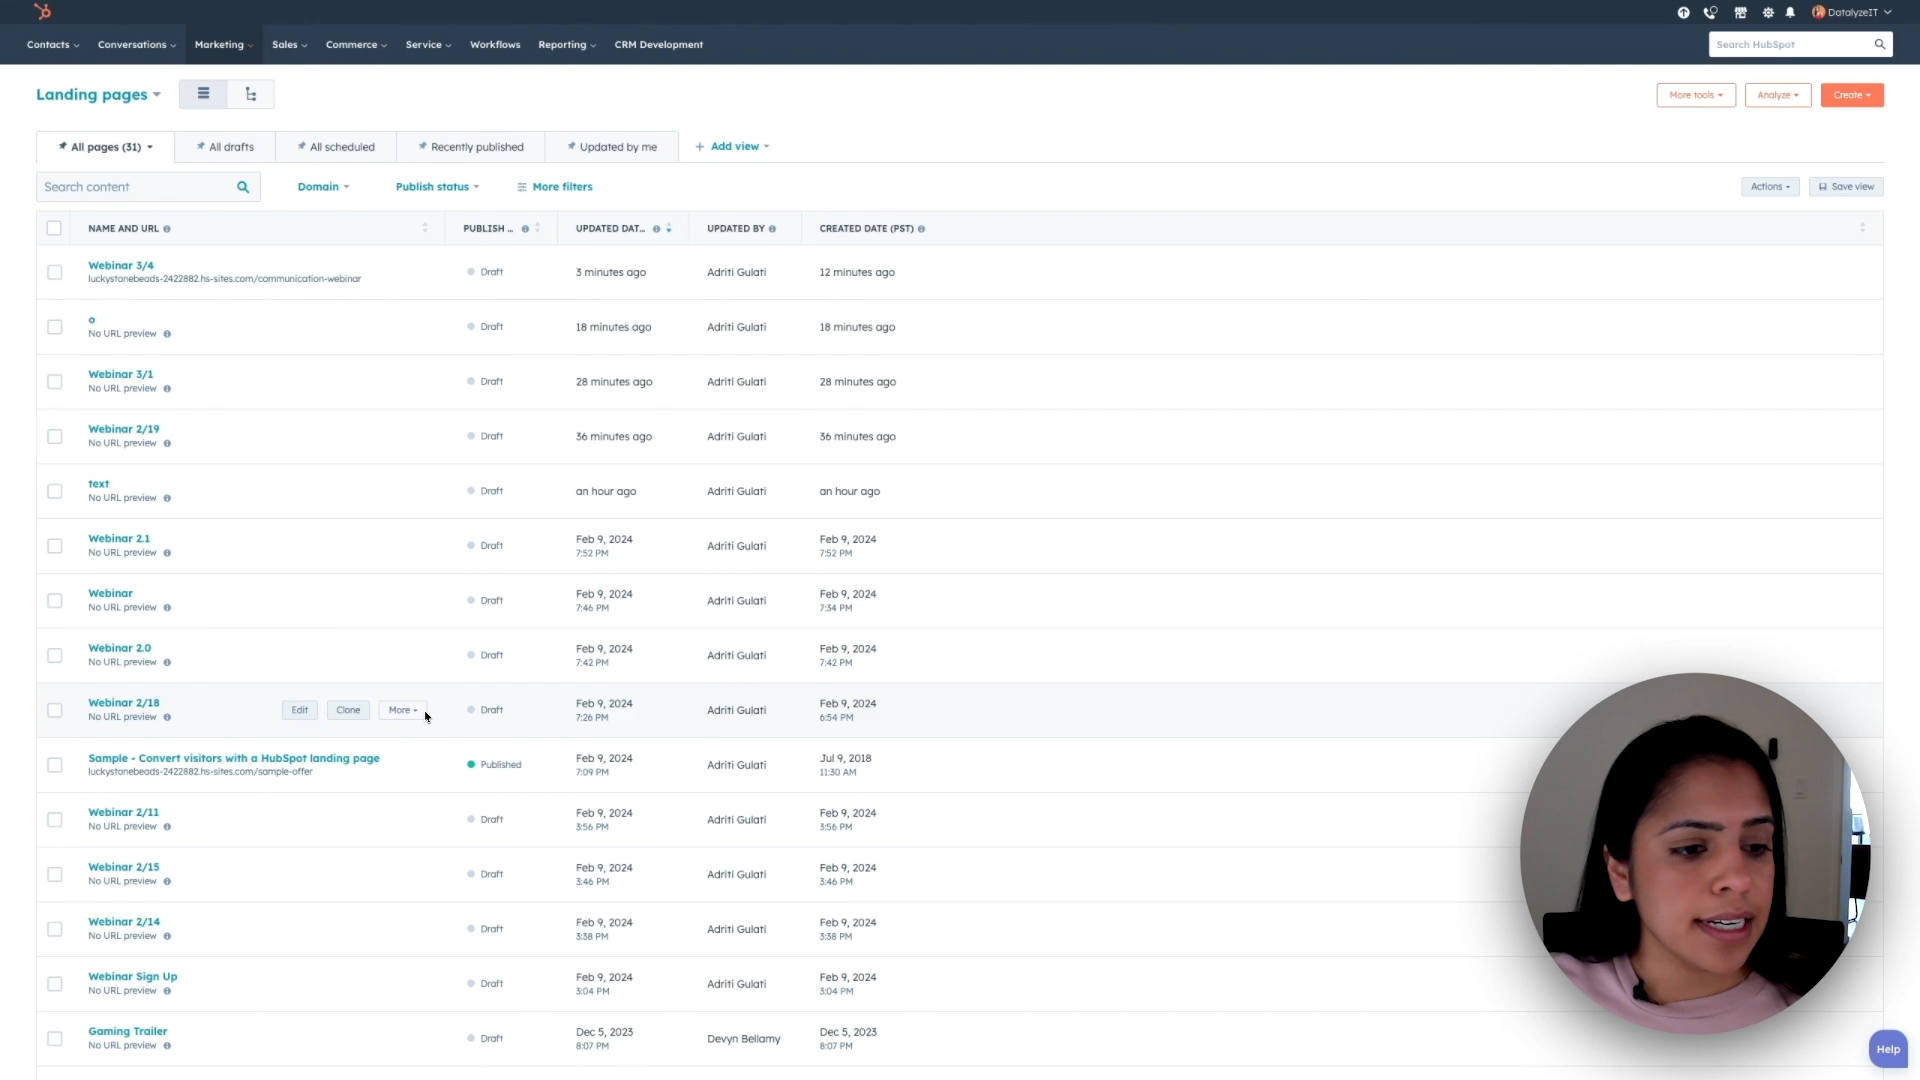 DatalyzeIT
Contacts Conversations Marketing Sales Commerce Service Workflows Reporting CRM Development
Search HubSpot
Landing pages
More tools Analyze Create
All pages (31) All drafts All scheduled Recently published Updated by me + Add view
Search content Domain Publish status More filters Actions Save view
NAME AND URL PUBLISH ... UPDATED DAT... UPDATED BY CREATED DATE (PST)
Webinar 3/4
luckystonebeads-2422882.hs-sites.com/communication-webinar
Draft 3 minutes ago Adriti Gulati 12 minutes ago
o
No URL preview
Draft 18 minutes ago Adriti Gulati 18 minutes ago
Webinar 3/1
No URL preview
Draft 28 minutes ago Adriti Gulati 28 minutes ago
Webinar 2/19
No URL preview
Draft 36 minutes ago Adriti Gulati 36 minutes ago
text
No URL preview
Draft an hour ago Adriti Gulati an hour ago
Webinar 2.1
No URL preview
Draft Feb 9, 2024 Adriti Gulati Feb 9, 2024
7:52 PM 7:52 PM
Webinar
No URL preview
Draft Feb 9, 2024 Adriti Gulati Feb 9, 2024
7:46 PM 7:34 PM
Webinar 2.0
No URL preview
Draft Feb 9, 2024 Adriti Gulati Feb 9, 2024
7:42 PM 7:42 PM
Webinar 2/18
No URL preview
Edit Clone More
Draft Feb 9, 2024 Adriti Gulati Feb 9, 2024
7:26 PM 6:54 PM
Sample - Convert visitors with a HubSpot landing page
luckystonebeads-2422882.hs-sites.com/sample-offer
Published Feb 9, 2024 Adriti Gulati Jul 9, 2018
7:09 PM 11:30 AM
Webinar 2/11
No URL preview
Draft Feb 9, 2024 Adriti Gulati Feb 9, 2024
3:56 PM 3:56 PM
Webinar 2/15
No URL preview
Draft Feb 9, 2024 Adriti Gulati Feb 9, 2024
3:46 PM 3:46 PM
Webinar 2/14
No URL preview
Draft Feb 9, 2024 Adriti Gulati Feb 9, 2024
3:38 PM 3:38 PM
Webinar Sign Up
No URL preview
Draft Feb 9, 2024 Adriti Gulati Feb 9, 2024
3:04 PM 3:04 PM
Gaming Trailer
No URL preview
Draft Dec 5, 2023 Devyn Bellamy Dec 5, 2023
8:07 PM 8:07 PM
Help